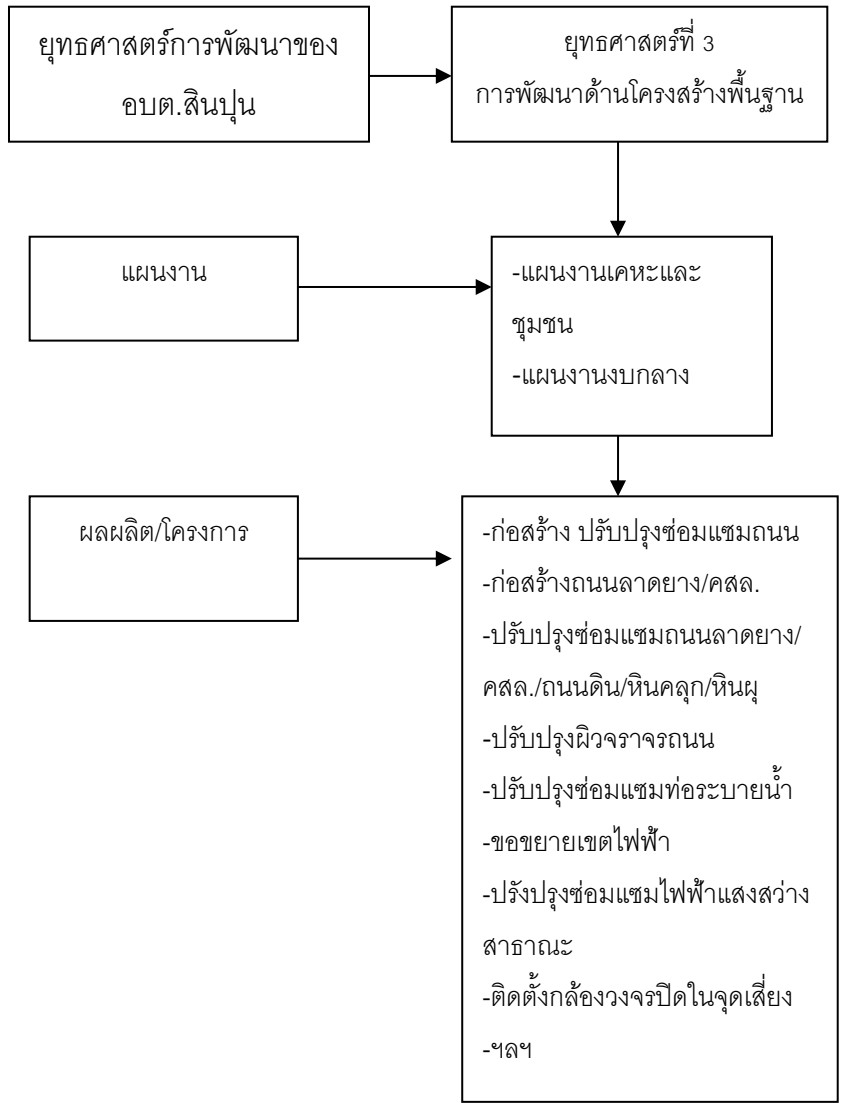 ยุทธศาสตร์การพัฒนาของ
อบต.สินปุน
ยุทธศาสตร์ที่ 3
การพัฒนาด้านโครงสร้างพื้นฐาน
แผนงาน
-แผนงานเคหะและ
ชุมชน
-แผนงานงบกลาง
ผลผลิต/โครงการ
-ก่อสร้าง ปรับปรุงซ่อมแซมถนน
-ก่อสร้างถนนลาดยาง/คสล.
-ปรับปรุงซ่อมแซมถนนลาดยาง/
คสล./ถนนดิน/หินคลุก/หินผุ
-ปรับปรุงผิวจราจรถนน
-ปรับปรุงซ่อมแซมท่อระบายน้ำ
-ขอขยายเขตไฟฟ้า
-ปรังปรุงซ่อมแซมไฟฟ้าแสงสว่าง
สาธาณะ
-ติดตั้งกล้องวงจรปิดในจุดเสี่ยง
-ฯลฯ